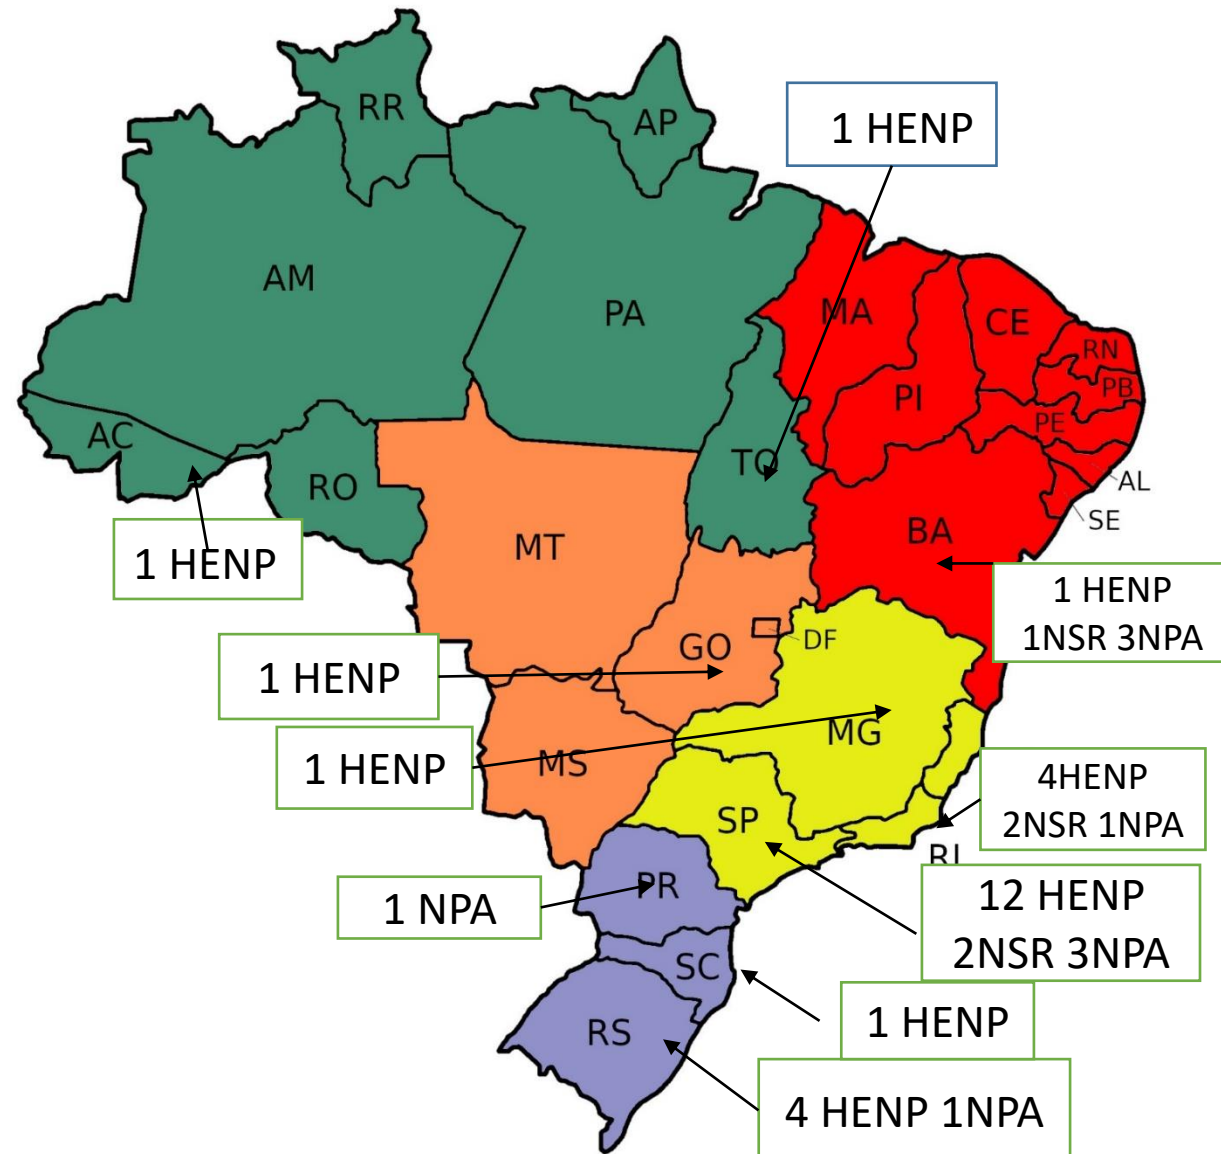 RR
AP
1 HENP
AM
PA
MA
CE
RN
PB
PI
PE
AC
TO
AL
RO
SE
BA
MT
1 HENP
1 HENP
1NSR 3NPA
DF
GO
1 HENP
MG
1 HENP
MS
4HENP
2NSR 1NPA
SP
RJ
PR
1 NPA
12 HENP
2NSR 3NPA
SC
1 HENP
RS
4 HENP 1NPA